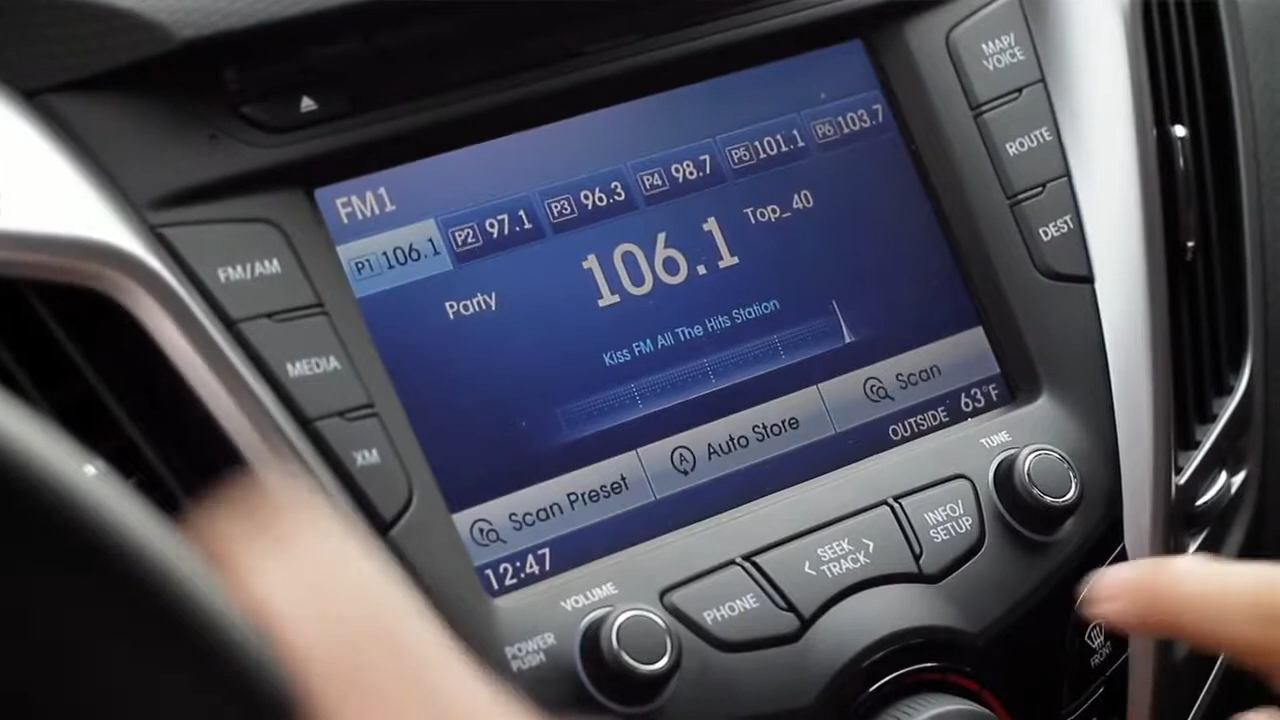 MAP/
VOICE
ROUTE
DEST
FM1
P1 106.1
P2 97.1
P3 96.3
P4 98.7
P5 101.1
P6 103.7
FM/AM
MEDIA
XM
Party
106.1
Top_40
Kiss FM All The Hits Station
Scan Preset
A Auto Store
Scan
12:47
OUTSIDE 63°F
TUNE
VOLUME
POWER
PUSH
PHONE
< SEEK >
TRACK
INFO/
SETUP
FRONT